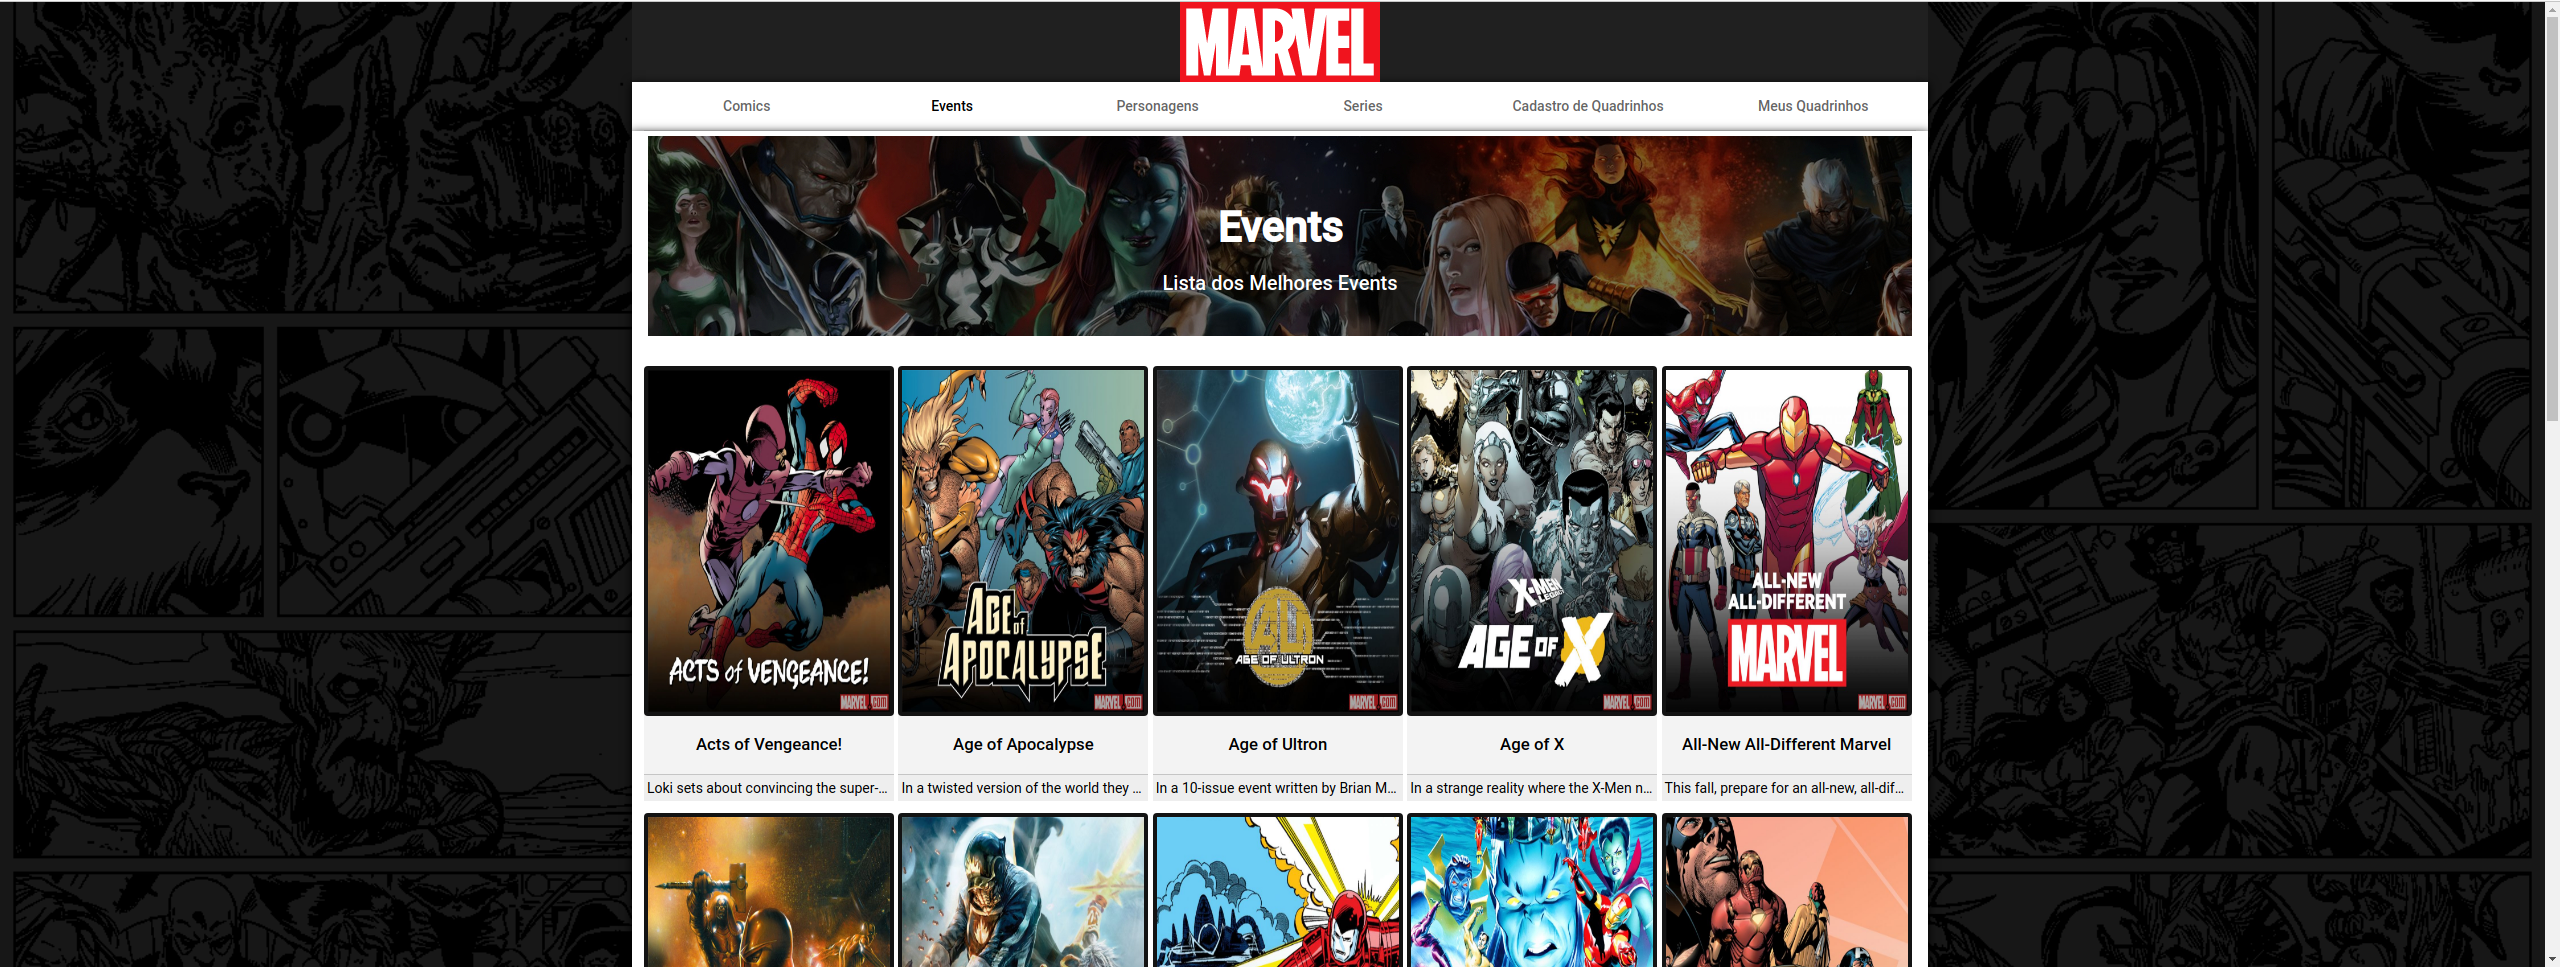 MARVEL
Comics
Events
Personagens
Series
Cadastro de Quadrinhos
Meus Quadrinhos
Events
Lista dos Melhores Events
ACTS of VENGEANCE!
MARVEL.com
AGE of
APOCALYPSE
MARVEL.com
AU
AGE OF ULTRON
MARVEL.com
X-MEN
LEGACY
AGE OF X
MARVEL.com
ALL-NEW
ALL-DIFFERENT
MARVEL
MARVEL.com
Acts of Vengeance!
Age of Apocalypse
Age of Ultron
Age of X
All-New All-Different Marvel
Loki sets about convincing the super-...
In a twisted version of the world they ...
In a 10-issue event written by Brian M...
In a strange reality where the X-Men n...
This fall, prepare for an all-new, all-dif...